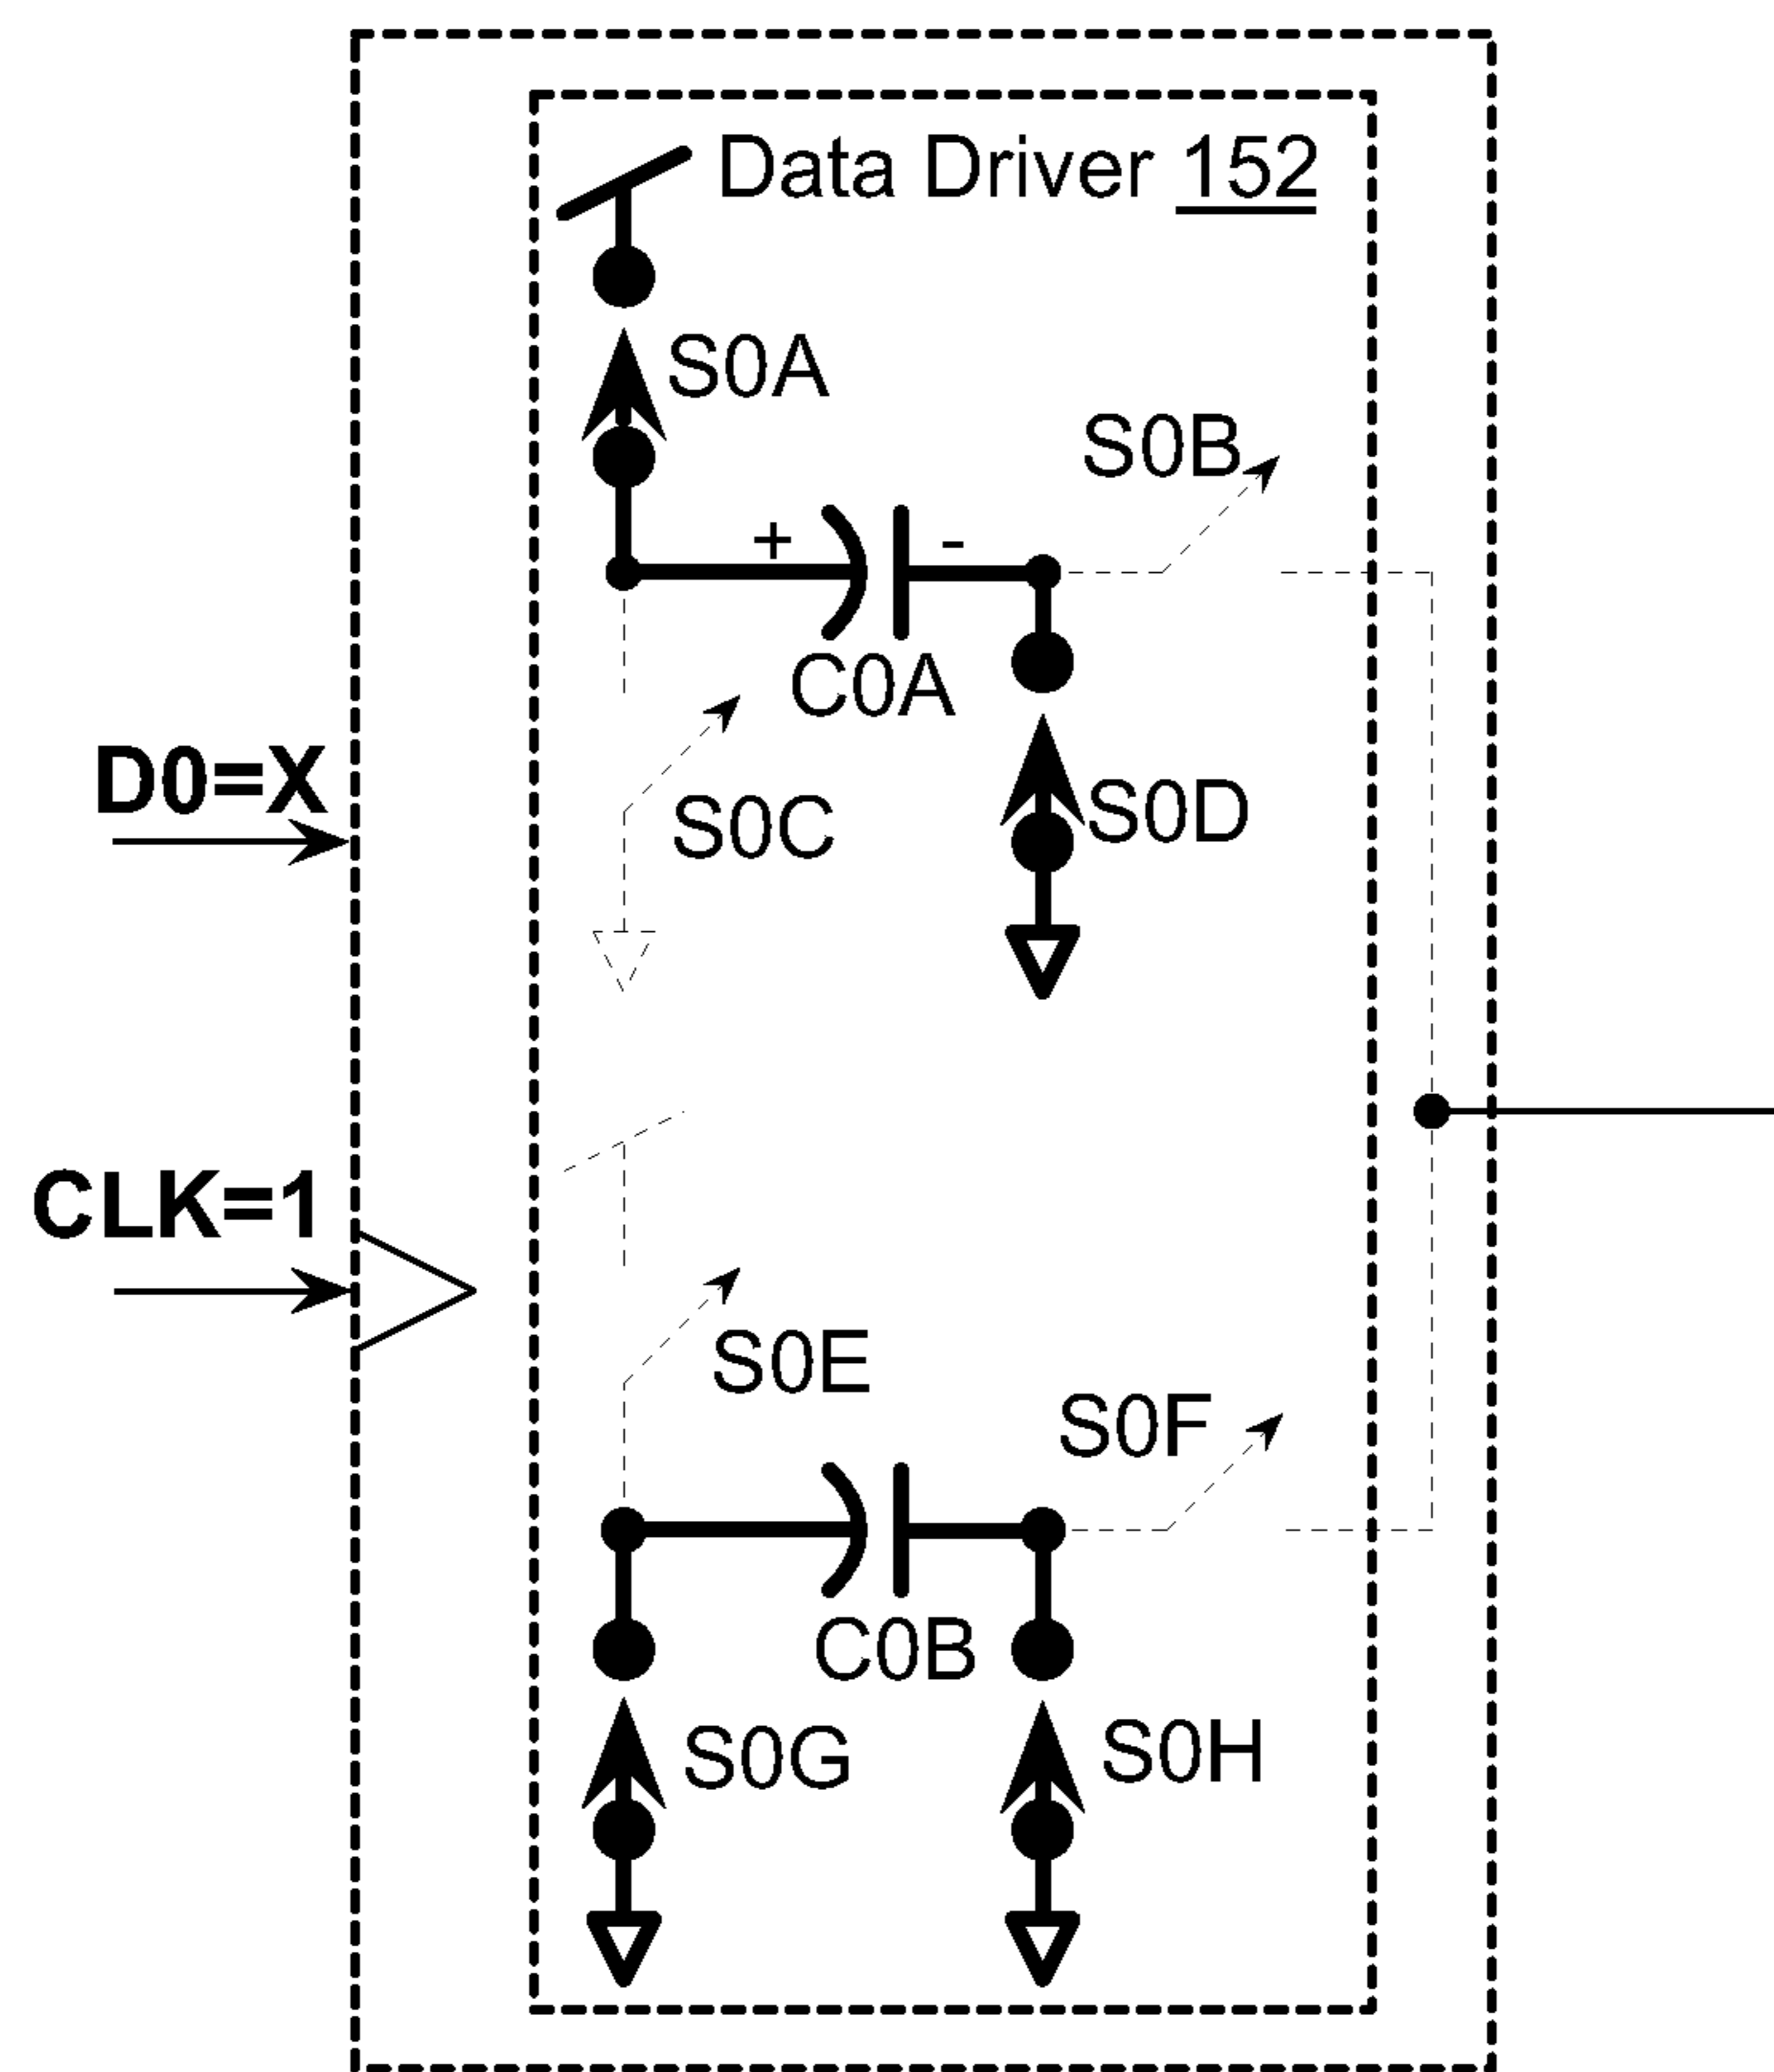 Data Driver 152
S0A
S0B
+ -
C0A
D0=X
S0C
S0D
CLK=1
S0E
S0F
C0B
S0G
S0H